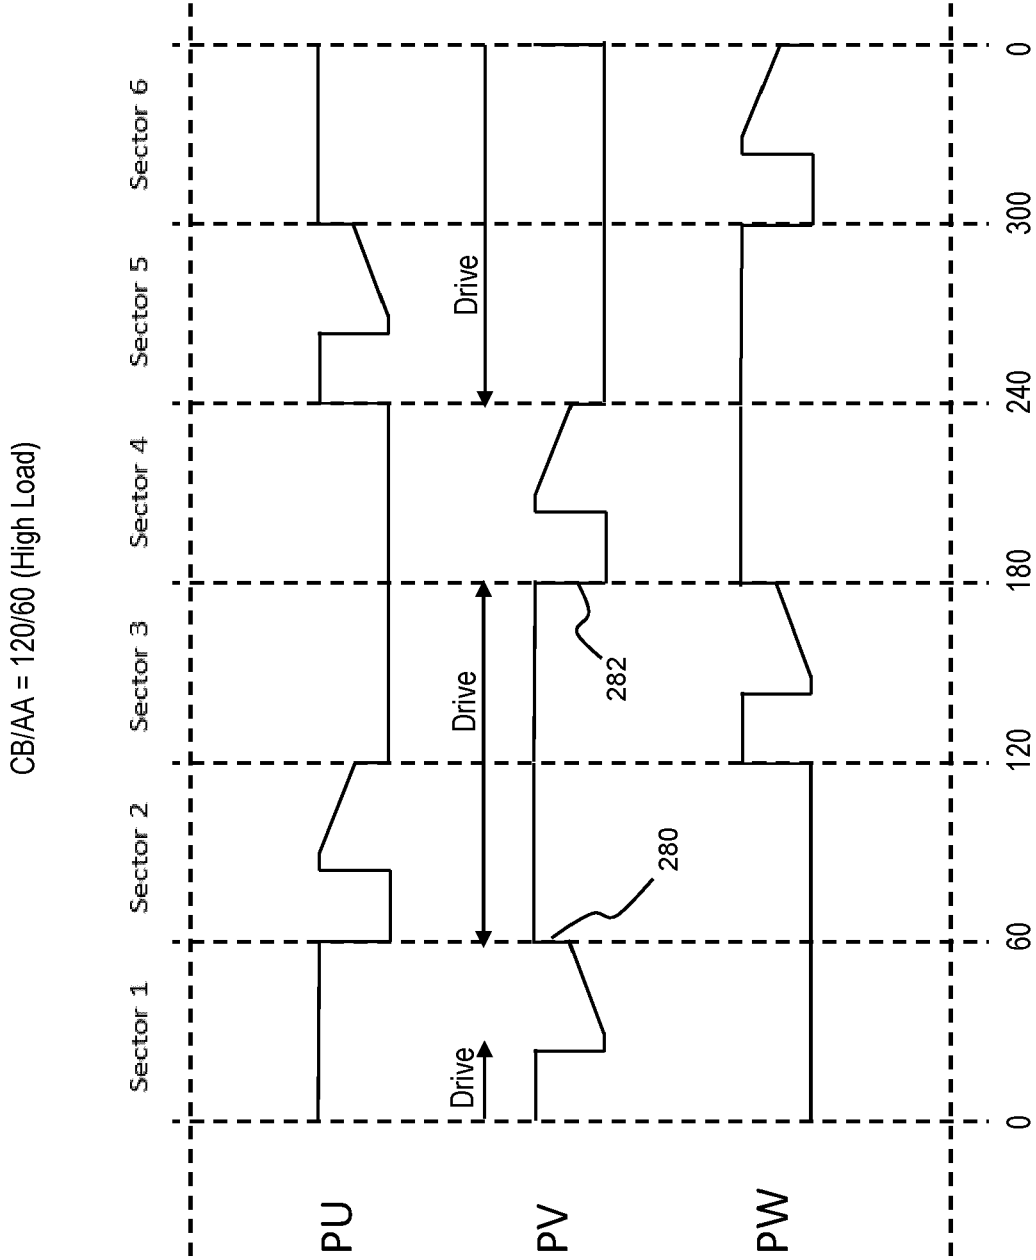 CB/AA = 120/60 (High Load)
Sector 1
Sector 2
Sector 3
Sector 4
Sector 5
Sector 6
PU
Drive
Drive
Drive
PV
280
282
PW
0
60
120
180
240
300
0